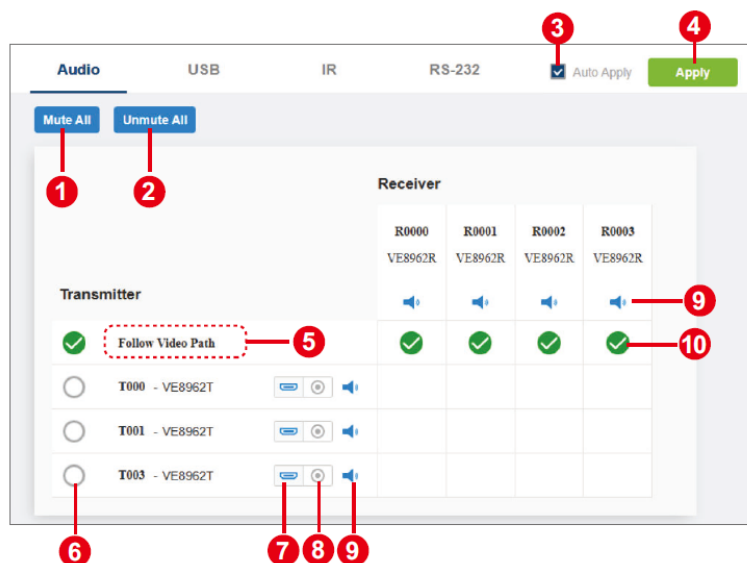 3 4
Audio USB IR RS-232 Auto Apply Apply
Mute All Unmute All
1 2
Receiver
R0000 R0001 R0002 R0003
VE8962R VE8962R VE8962R VE8962R
Transmitter 9
Follow Video Path 5 10
T000 - VE8962T
T001 - VE8962T
T003 - VE8962T
6 7 8 9